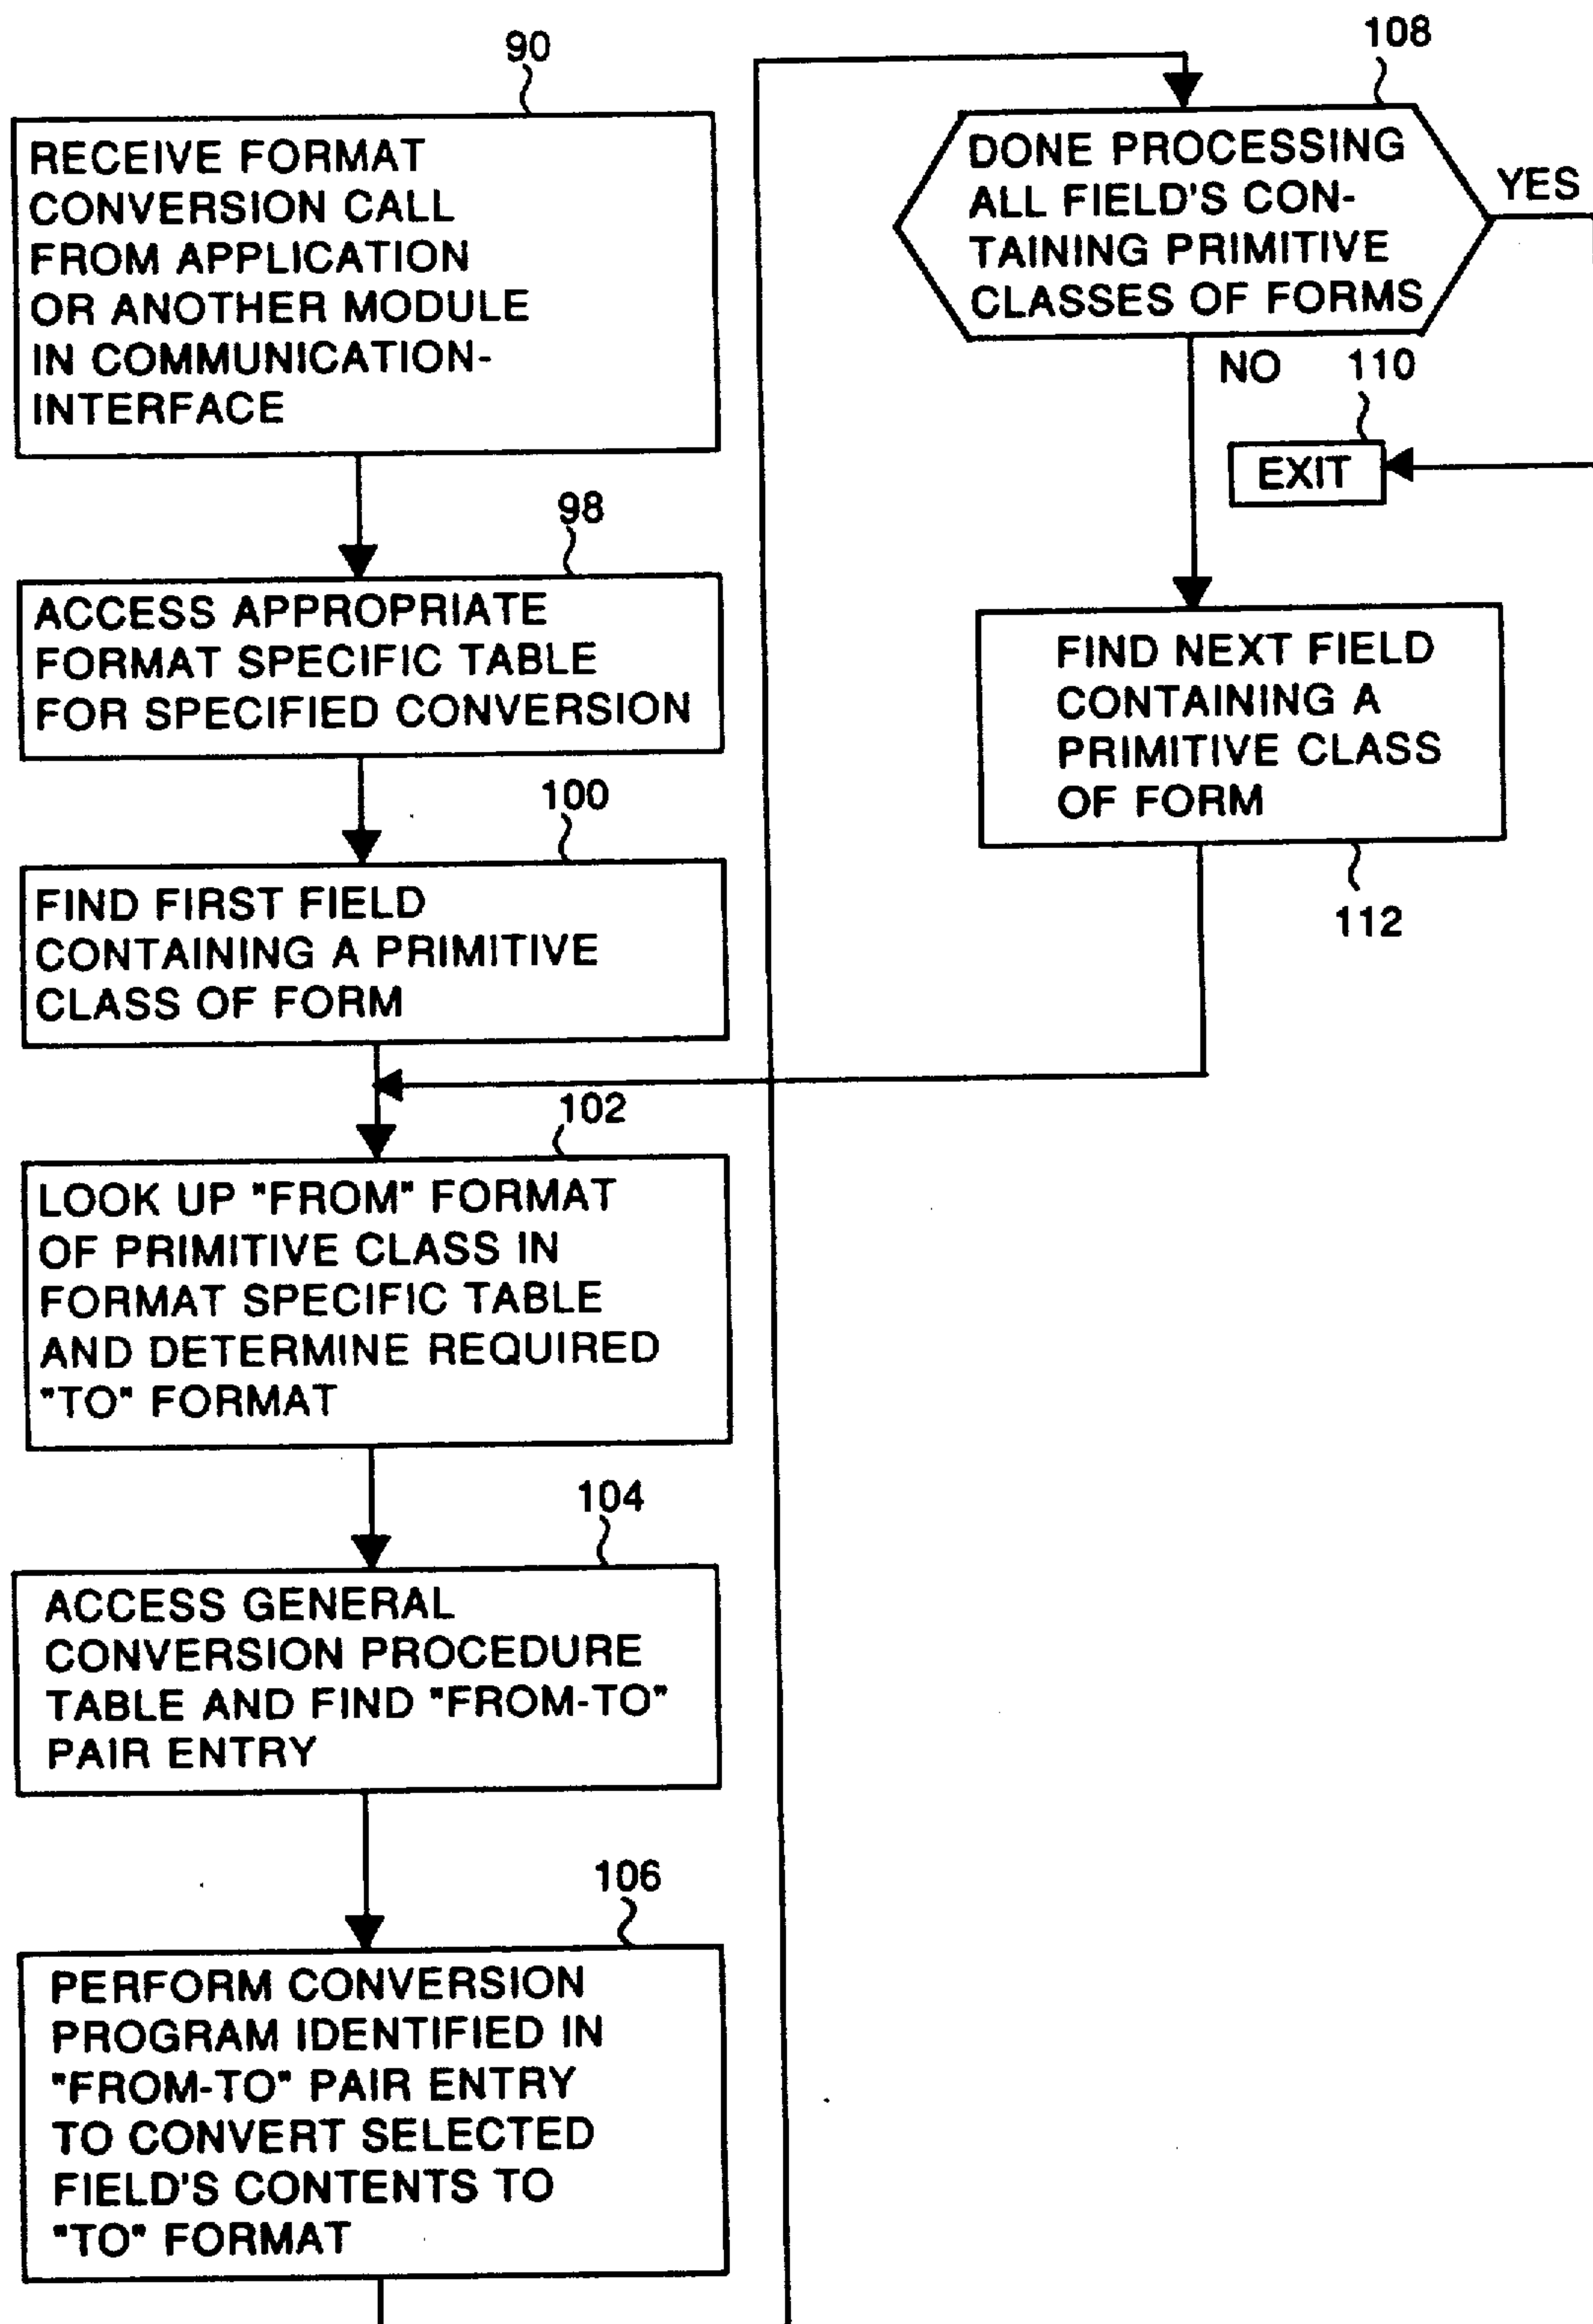 90
RECEIVE FORMAT
CONVERSION CALL
FROM APPLICATION
OR ANOTHER MODULE
IN COMMUNICATION-
INTERFACE
98
ACCESS APPROPRIATE
FORMAT SPECIFIC TABLE
FOR SPECIFIED CONVERSION
100
FIND FIRST FIELD
CONTAINING A PRIMITIVE
CLASS OF FORM
102
LOOK UP "FROM" FORMAT
OF PRIMITIVE CLASS IN
FORMAT SPECIFIC TABLE
AND DETERMINE REQUIRED
"TO" FORMAT
104
ACCESS GENERAL
CONVERSION PROCEDURE
TABLE AND FIND "FROM-TO"
PAIR ENTRY
106
PERFORM CONVERSION
PROGRAM IDENTIFIED IN
"FROM-TO" PAIR ENTRY
TO CONVERT SELECTED
FIELD'S CONTENTS TO
"TO" FORMAT
108
DONE PROCESSING
ALL FIELD'S CON-
TAINING PRIMITIVE
CLASSES OF FORMS
YES
NO
110
EXIT
FIND NEXT FIELD
CONTAINING A
PRIMITIVE CLASS
OF FORM
112